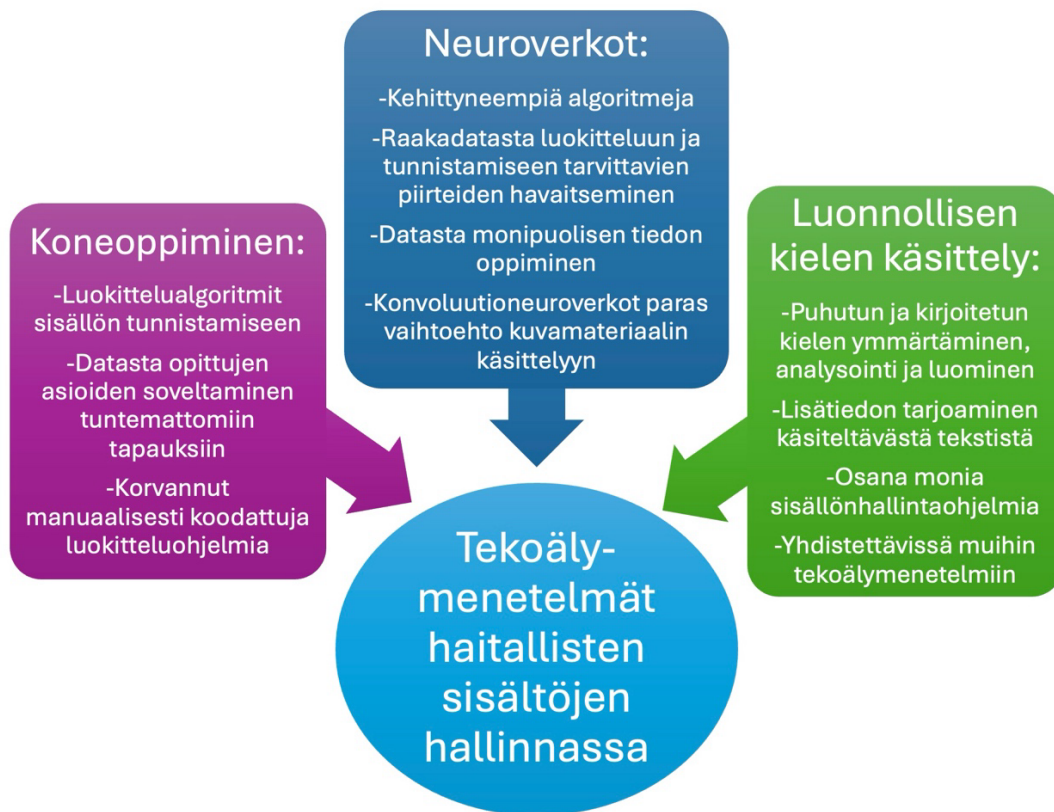 Neuroverkot:
-Kehittyneempiä algoritmeja
-Raakadatasta luokitteluun ja
tunnistamiseen tarvittavien
piirteiden havaitseminen
-Datasta monipuolisen tiedon
oppiminen
-Konvoluutioneuroverkot paras
vaihtoehto kuvamateriaalin
käsittelyyn
Koneoppiminen:
-Luokittelualgoritmit
sisällön tunnistamiseen
-Datasta opittujen
asioiden soveltaminen
tuntemattomiin
tapauksiin
-Korvannut
manuaalisesti koodattuja
luokitteluohjelmia
Luonnollisen
kielen käsittely:
-Puhutun ja kirjoitetun
kielen ymmärtäminen,
analysointi ja luominen
-Lisätiedon tarjoaminen
käsiteltävästä tekstistä
-Osana monia
sisällönhallintaohjelmia
-Yhdistettävissä muihin
tekoälymenetelmiin
Tekoäly-
menetelmät
haitallisten
sisältöjen
hallinnassa